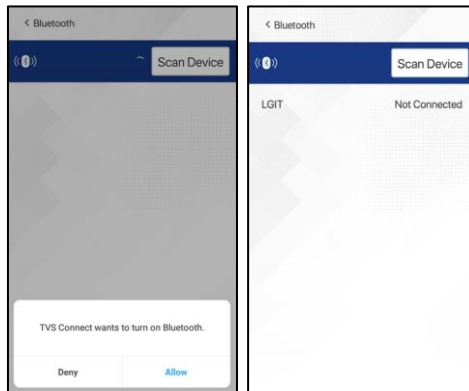 < Bluetooth
Scan Device
TVS Connect wants to turn on Bluetooth.
Deny Allow
< Bluetooth
Scan Device
LGIT Not Connected